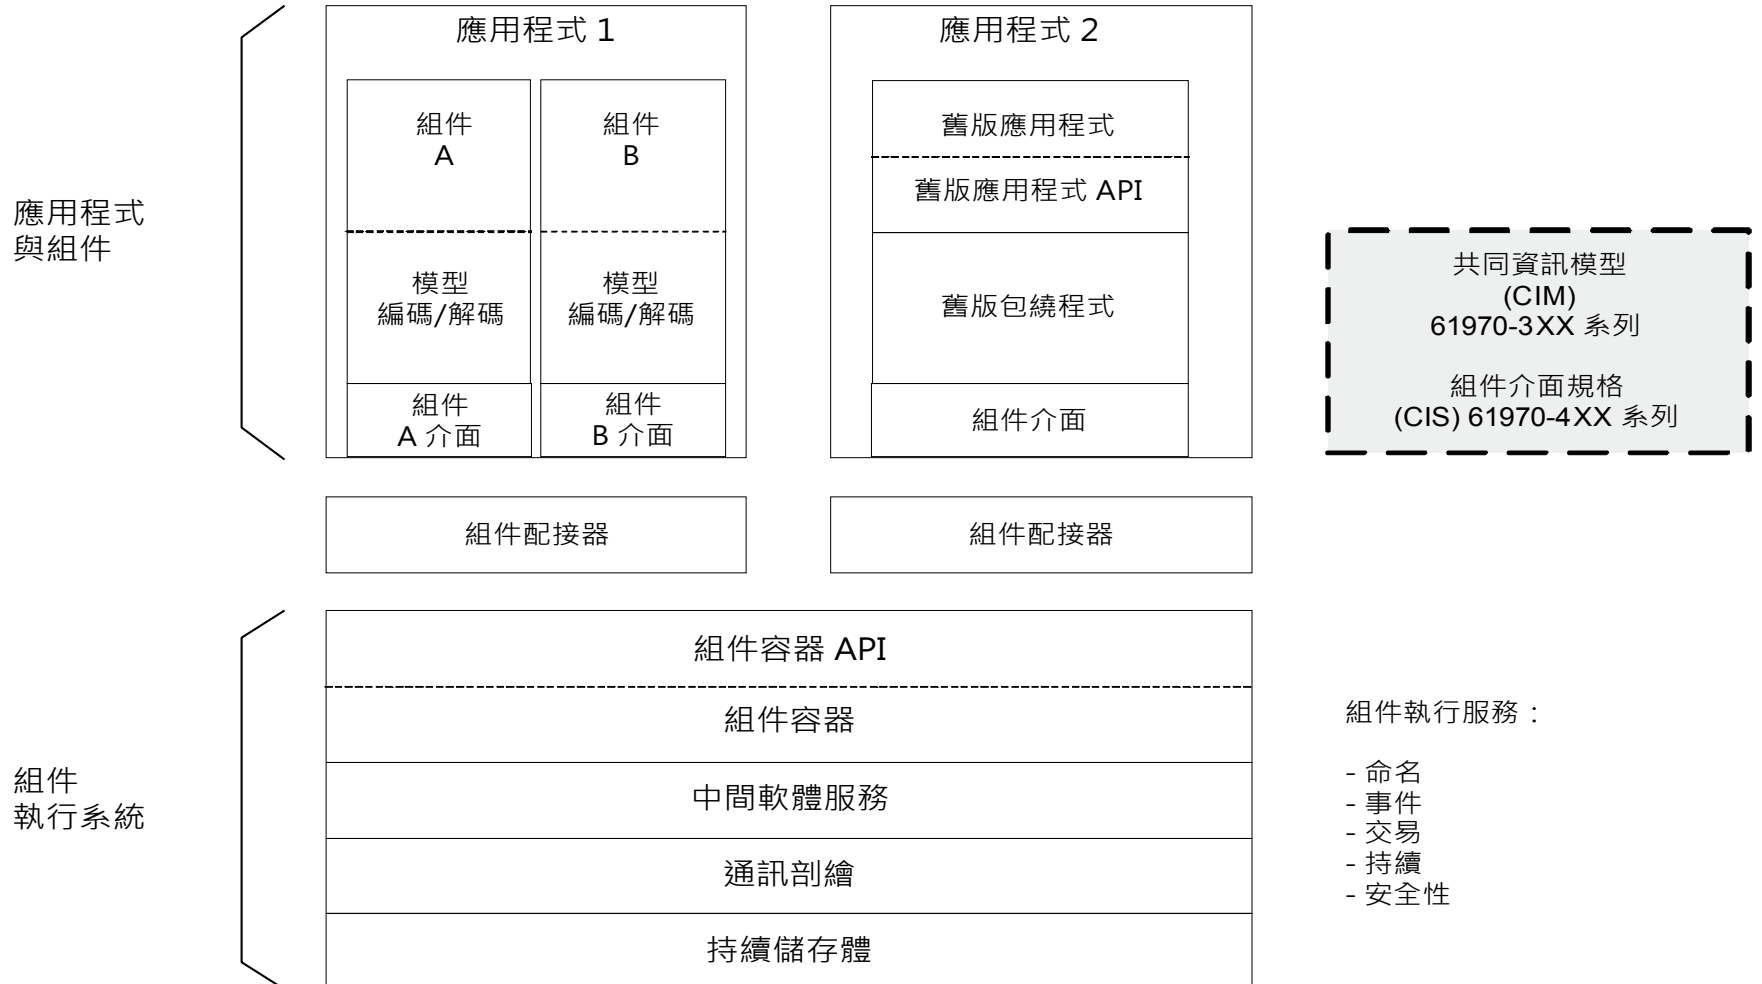 應用程式 1
應用程式 2
組件
A
組件
B
舊版應用程式
舊版應用程式 API
應用程式
與組件
模型
編碼/解碼
模型
編碼/解碼
舊版包繞程式
共同資訊模型
(CIM)
61970-3XX 系列
組件介面規格
(CIS) 61970-4XX 系列
組件
A 介面
組件
B 介面
組件介面
組件配接器
組件配接器
組件容器 API
組件容器
中間軟體服務
通訊剖繪
持續儲存體
組件
執行系統
組件執行服務：
- 命名
- 事件
- 交易
- 持續
- 安全性